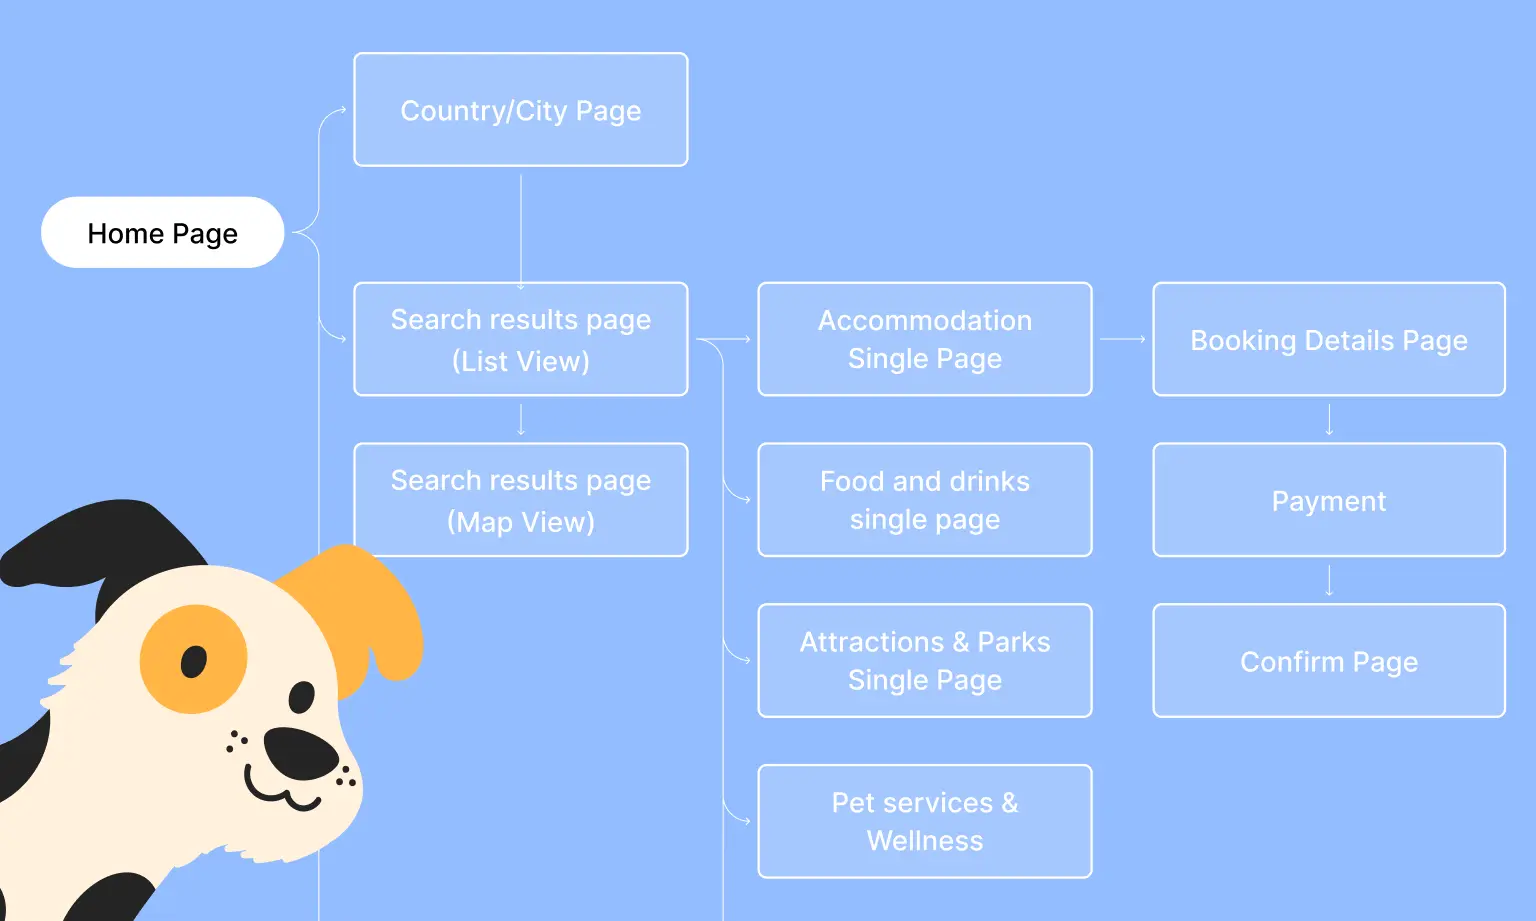 Country/City Page
Home Page
Search results page
(List View)
Accommodation
Single Page
Booking Details Page
Search results page
(Map View)
Food and drinks
single page
Payment
Attractions & Parks
Single Page
Confirm Page
Pet services &
Wellness